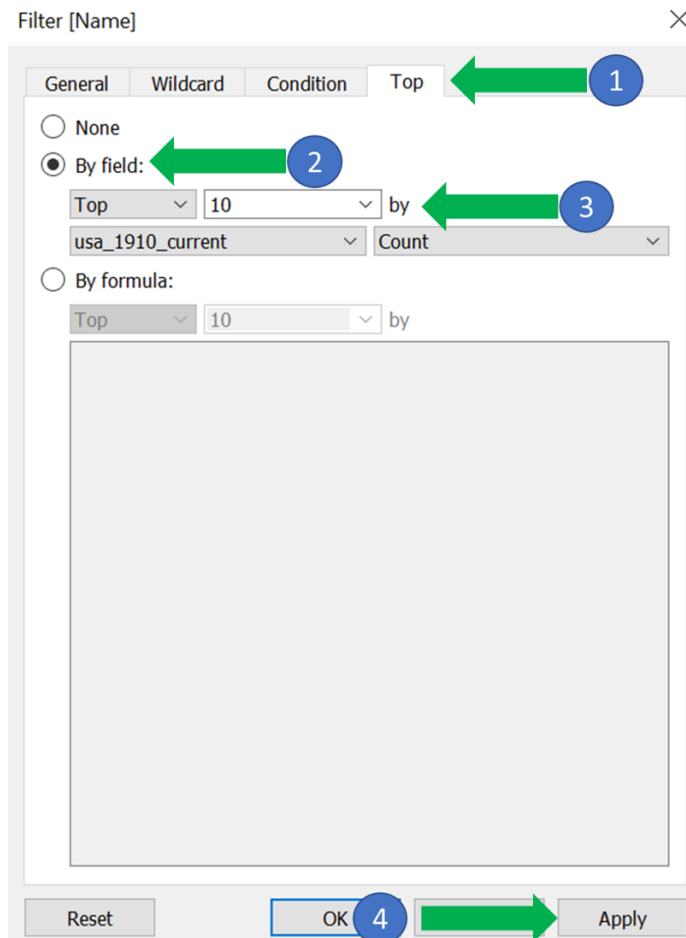 Filter [Name]
General Wildcard Condition Top 1
None
By field: 2
Top 10 by 3
usa_1910_current Count
By formula:
Top 10 by
Reset OK 4 Apply